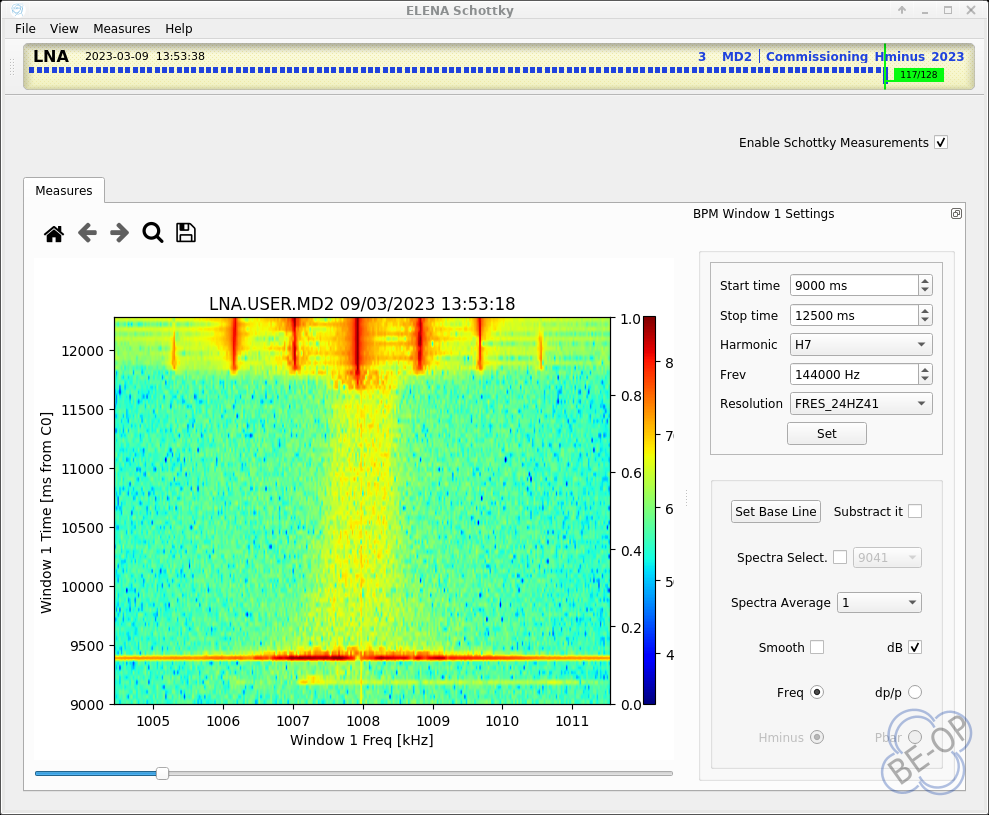 ELENA Schottky
File View Measures Help
LNA 2023-03-09 13:53:38 3 MD2 | Commissioning Hminus 2023
117/128
Enable Schottky Measurements
Measures
BPM Window 1 Settings
LNA.USER.MD2 09/03/2023 13:53:18
Window 1 Time [ms from C0]
12000
11500
11000
10500
10000
9500
9000
1005 1006 1007 1008 1009 1010 1011
Window 1 Freq [kHz]
1.0
0.8
0.6
0.4
0.2
0.0
8
7
6
5
4
Start time 9000 ms
Stop time 12500 ms
Harmonic H7
Frev 144000 Hz
Resolution FRES_24HZ41
Set
Set Base Line Substract it
Spectra Select. 9041
Spectra Average 1
Smooth dB
Freq dp/p
Hminus Pbar
BE-OP